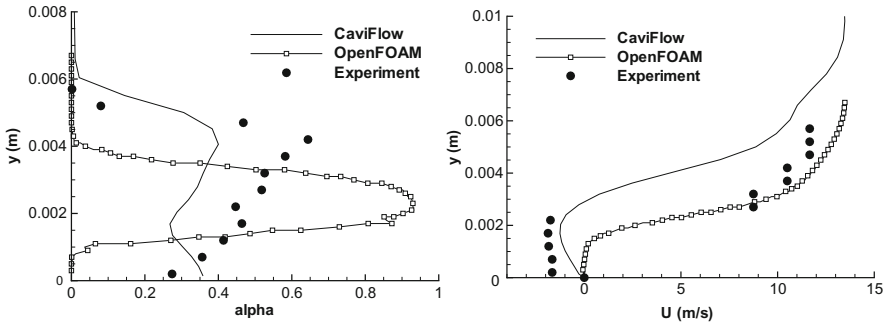 0.008
0.006
0.004
0.002
0
y (m)
0
0.2
0.4
0.6
0.8
1
alpha
CaviFlow
OpenFOAM
Experiment
0.01
0.008
0.006
0.004
0.002
0
y (m)
0
5
10
15
U (m/s)
CaviFlow
OpenFOAM
Experiment